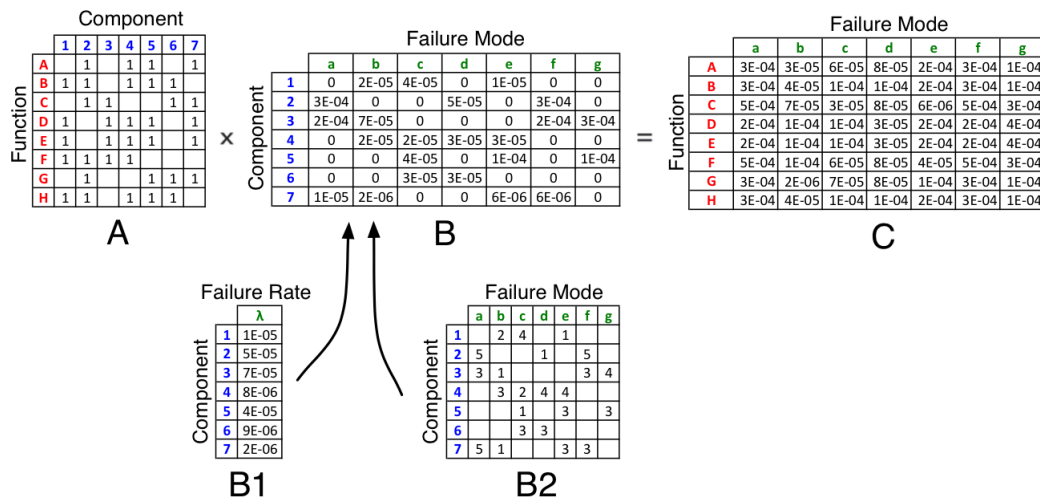 Component
1 2 3 4 5 6 7
A 1 1 1 1
B 1 1 1 1 1
C 1 1 1 1
D 1 1 1 1 1
E 1 1 1 1 1
F 1 1 1 1
G 1 1 1 1
H 1 1 1 1 1
Function
A
×
Failure Mode
a b c d e f g
1 0 2E-05 4E-05 0 1E-05 0 0
2 3E-04 0 0 5E-05 0 3E-04 0
3 2E-04 7E-05 0 0 0 2E-04 3E-04
4 0 2E-05 2E-05 3E-05 3E-05 0 0
5 0 0 4E-05 0 1E-04 0 1E-04
6 0 0 3E-05 3E-05 0 0 0
7 1E-05 2E-06 0 0 6E-06 6E-06 0
Component
B
=
Failure Mode
a b c d e f g
A 3E-04 3E-05 6E-05 8E-05 2E-04 3E-04 1E-04
B 3E-04 4E-05 1E-04 1E-04 2E-04 3E-04 1E-04
C 5E-04 7E-05 3E-05 8E-05 6E-06 5E-04 3E-04
D 2E-04 1E-04 1E-04 3E-05 2E-04 2E-04 4E-04
E 2E-04 1E-04 1E-04 3E-05 2E-04 2E-04 4E-04
F 5E-04 1E-04 6E-05 8E-05 4E-05 5E-04 3E-04
G 3E-04 2E-06 7E-05 8E-05 1E-04 3E-04 1E-04
H 3E-04 4E-05 1E-04 1E-04 2E-04 3E-04 1E-04
Function
C
Failure Rate
λ
1 1E-05
2 5E-05
3 7E-05
4 8E-06
5 4E-05
6 9E-06
7 2E-06
Component
B1
Failure Mode
a b c d e f g
1 2 4 1
2 5 1 5
3 3 1 3 4
4 3 2 4 4
5 1 3 3
6 3 3
7 5 1 3 3
Component
B2